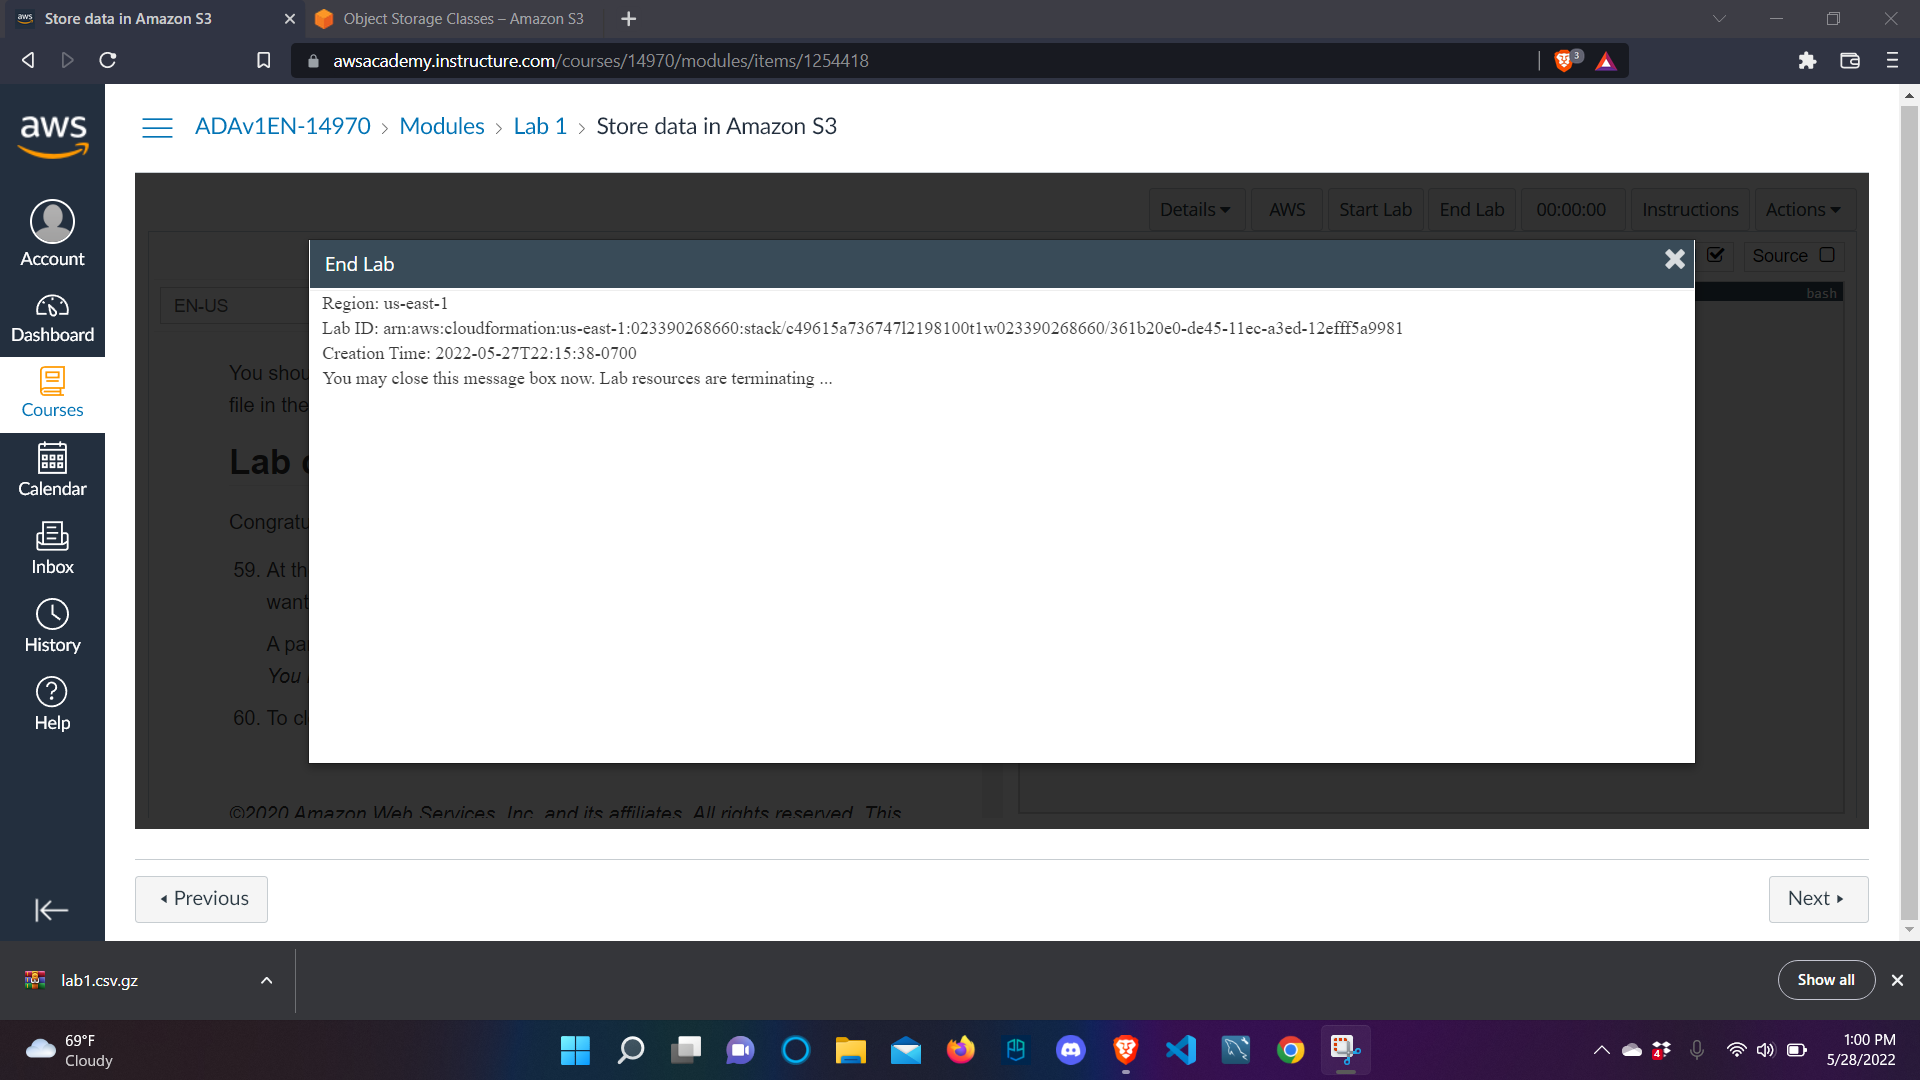 aws Store data in Amazon S3
Object Storage Classes – Amazon S3
awsacademy.instructure.com/courses/14970/modules/items/1254418
3
aws
ADAv1EN-14970 › Modules › Lab 1 › Store data in Amazon S3
Account
Dashboard
Courses
Calendar
Inbox
History
Help
Details
AWS
Start Lab
End Lab
00:00:00
Instructions
Actions
Source
EN-US
bash
End Lab
Region: us-east-1
Lab ID: arn:aws:cloudformation:us-east-1:023390268660:stack/c49615a736747l2198100t1w023390268660/361b20e0-de45-11ec-a3ed-12efff5a9981
Creation Time: 2022-05-27T22:15:38-0700
You may close this message box now. Lab resources are terminating ...
You shou
file in the
Lab c
Congratu
59. At th
want
A pa
You
60. To cl
©2020 Amazon Web Services, Inc. and its affiliates. All rights reserved. This
Previous
Next
lab1.csv.gz
Show all
69°F
Cloudy
4
1:00 PM
5/28/2022